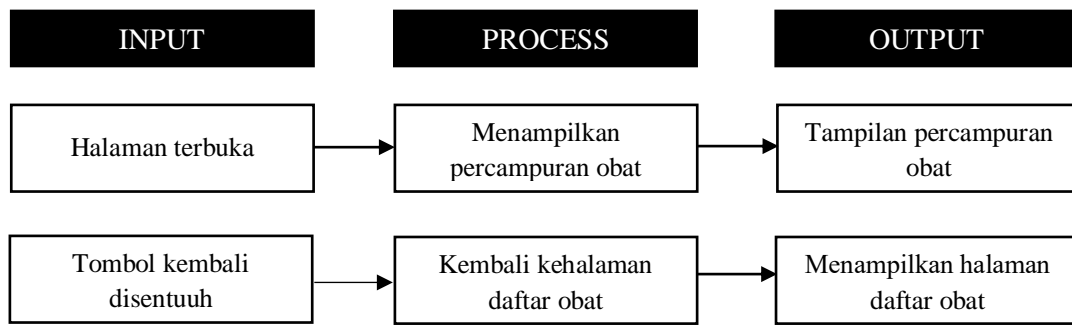 INPUT
PROCESS
OUTPUT
Halaman terbuka
Menampilkan
percampuran obat
Tampilan percampuran
obat
Tombol kembali
disentuuh
Kembali kehalaman
daftar obat
Menampilkan halaman
daftar obat